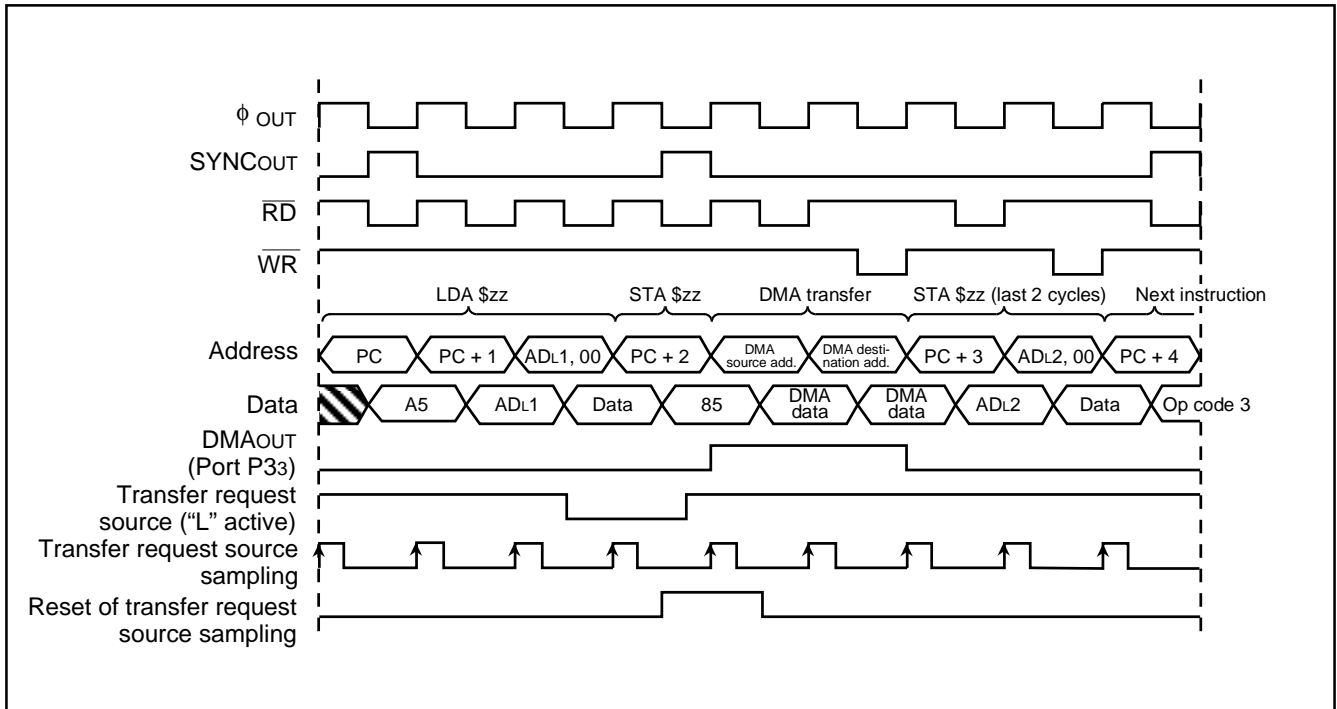 ϕ OUT
SYNCOUT
RD
WR
LDA $zz STA $zz DMA transfer STA $zz (last 2 cycles) Next instruction
Address PC PC + 1 ADL1, 00 PC + 2 DMA source add. DMA desti- nation add. PC + 3 ADL2, 00 PC + 4
Data A5 ADL1 Data 85 DMA data DMA data ADL2 Data Op code 3
DMAOUT
(Port P33)
Transfer request
source (“L” active)
Transfer request source
sampling
Reset of transfer request
source sampling